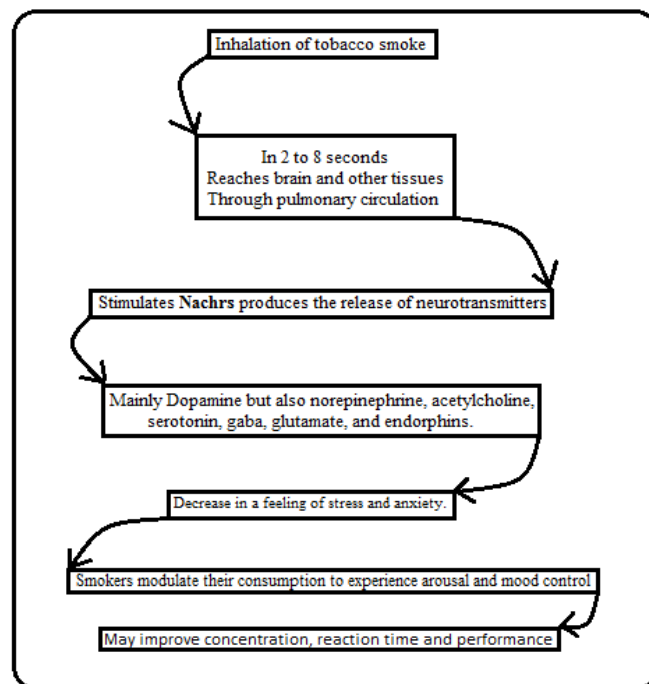 Inhalation of tobacco smoke
In 2 to 8 seconds
Reaches brain and other tissues
Through pulmonary circulation
Stimulates Nachrs produces the release of neurotransmitters
Mainly Dopamine but also norepinephrine, acetylcholine,
serotonin, gaba, glutamate, and endorphins.
Decrease in a feeling of stress and anxiety.
Smokers modulate their consumption to experience arousal and mood control
May improve concentration, reaction time and performance